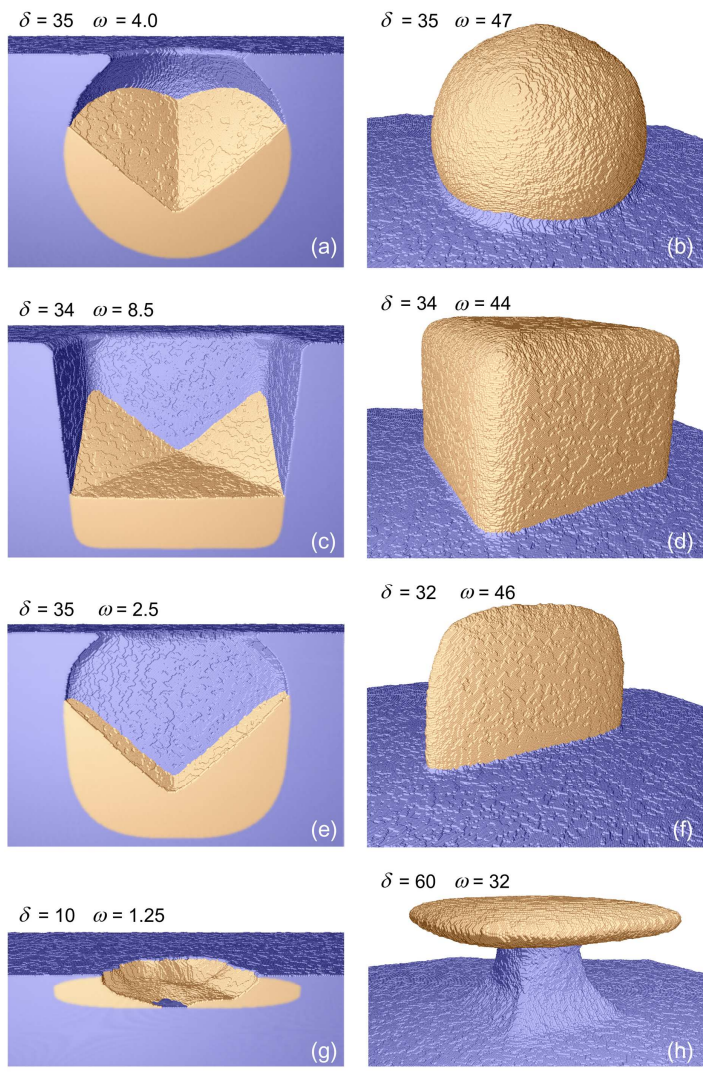 δ = 35 ω = 4.0
δ = 35 ω = 47
(a)
(b)
δ = 34 ω = 8.5
δ = 34 ω = 44
(c)
(d)
δ = 35 ω = 2.5
δ = 32 ω = 46
(e)
(f)
δ = 10 ω = 1.25
δ = 60 ω = 32
(g)
(h)